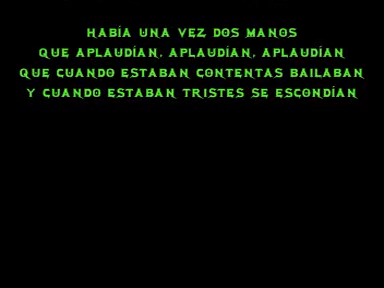 HABÍA UNA VEZ DOS MANOS
QUE APLAUDÍAN, APLAUDÍAN, APLAUDÍAN
QUE CUANDO ESTABAN CONTENTAS BAILABAN
Y CUANDO ESTABAN TRISTES SE ESCONDÍAN